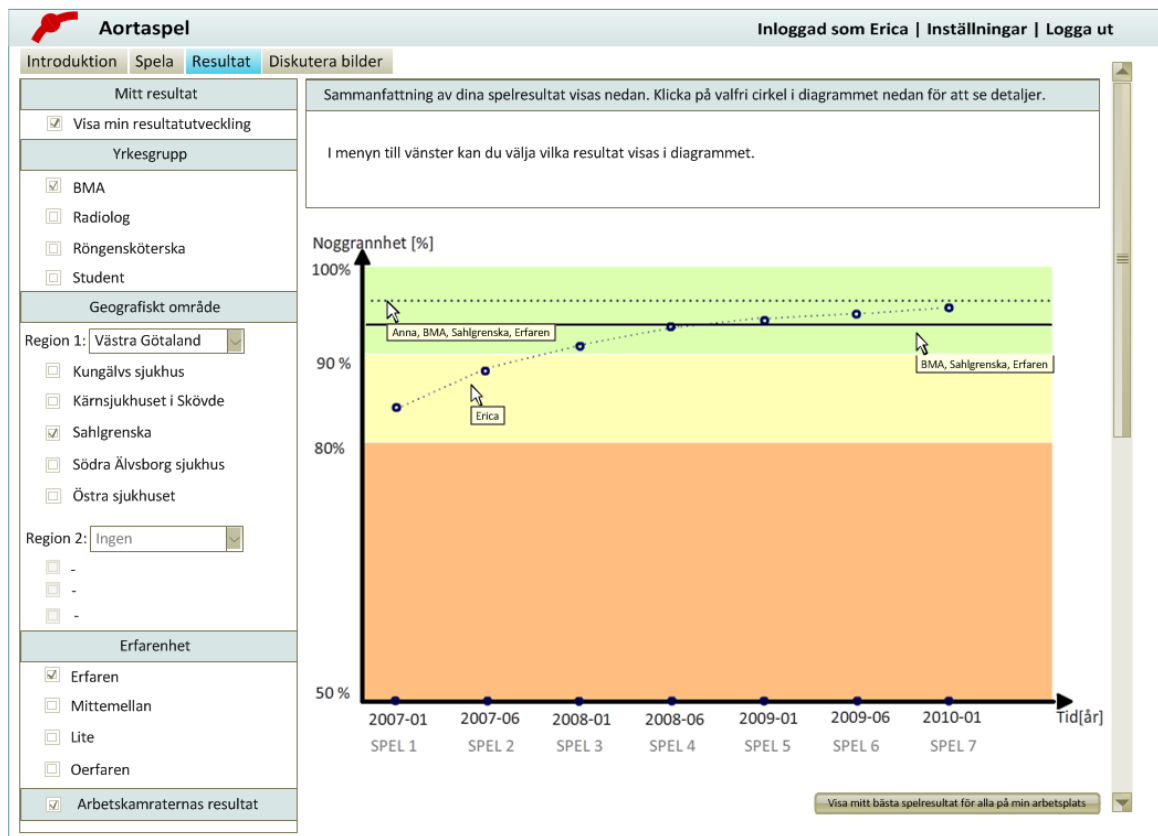 Aortaspel
Inloggad som Erica | Inställningar | Logga ut
Introduktion Spela Resultat Diskutera bilder
Mitt resultat
Visa min resultatutveckling
Yrkesgrupp
BMA
Radiolog
Röngensköterska
Student
Geografiskt område
Region 1: Västra Götaland
Kungälvs sjukhus
Kärnsjukhuset i Skövde
Sahlgrenska
Södra Älvsborg sjukhus
Östra sjukhuset
Region 2: Ingen
-
-
-
Erfarenhet
Erfaren
Mittemellan
Lite
Oerfaren
Arbetskamraternas resultat
Sammanfattning av dina spelresultat visas nedan. Klicka på valfri cirkel i diagrammet nedan för att se detaljer.
I menyn till vänster kan du välja vilka resultat visas i diagrammet.
Noggrannhet [%]
100%
Anna, BMA, Sahlgrenska, Erfaren
BMA, Sahlgrenska, Erfaren
90 %
Erica
80%
50 %
2007-01 2007-06 2008-01 2008-06 2009-01 2009-06 2010-01 Tid[år]
SPEL 1 SPEL 2 SPEL 3 SPEL 4 SPEL 5 SPEL 6 SPEL 7
Visa mitt bästa spelresultat för alla på min arbetsplats